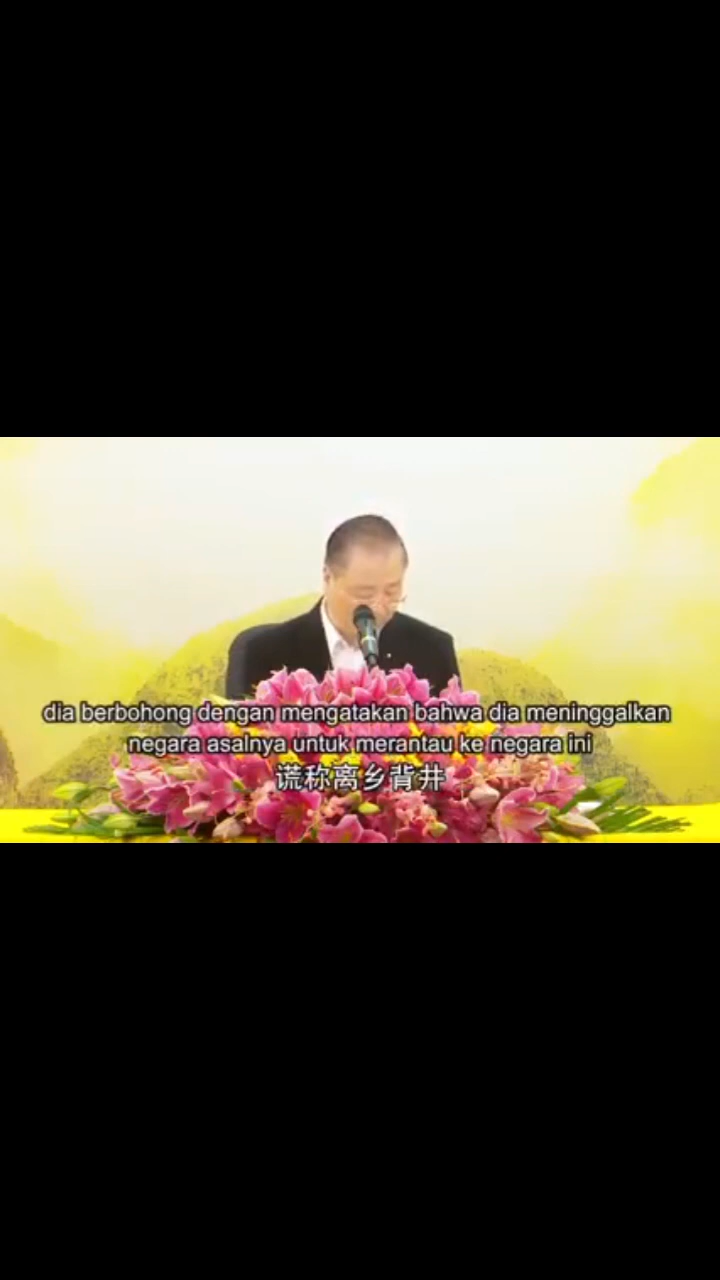 dia berbohong dengan mengatakan bahwa dia meninggalkan
negara asalnya untuk merantau ke negara ini
谎称离乡背井